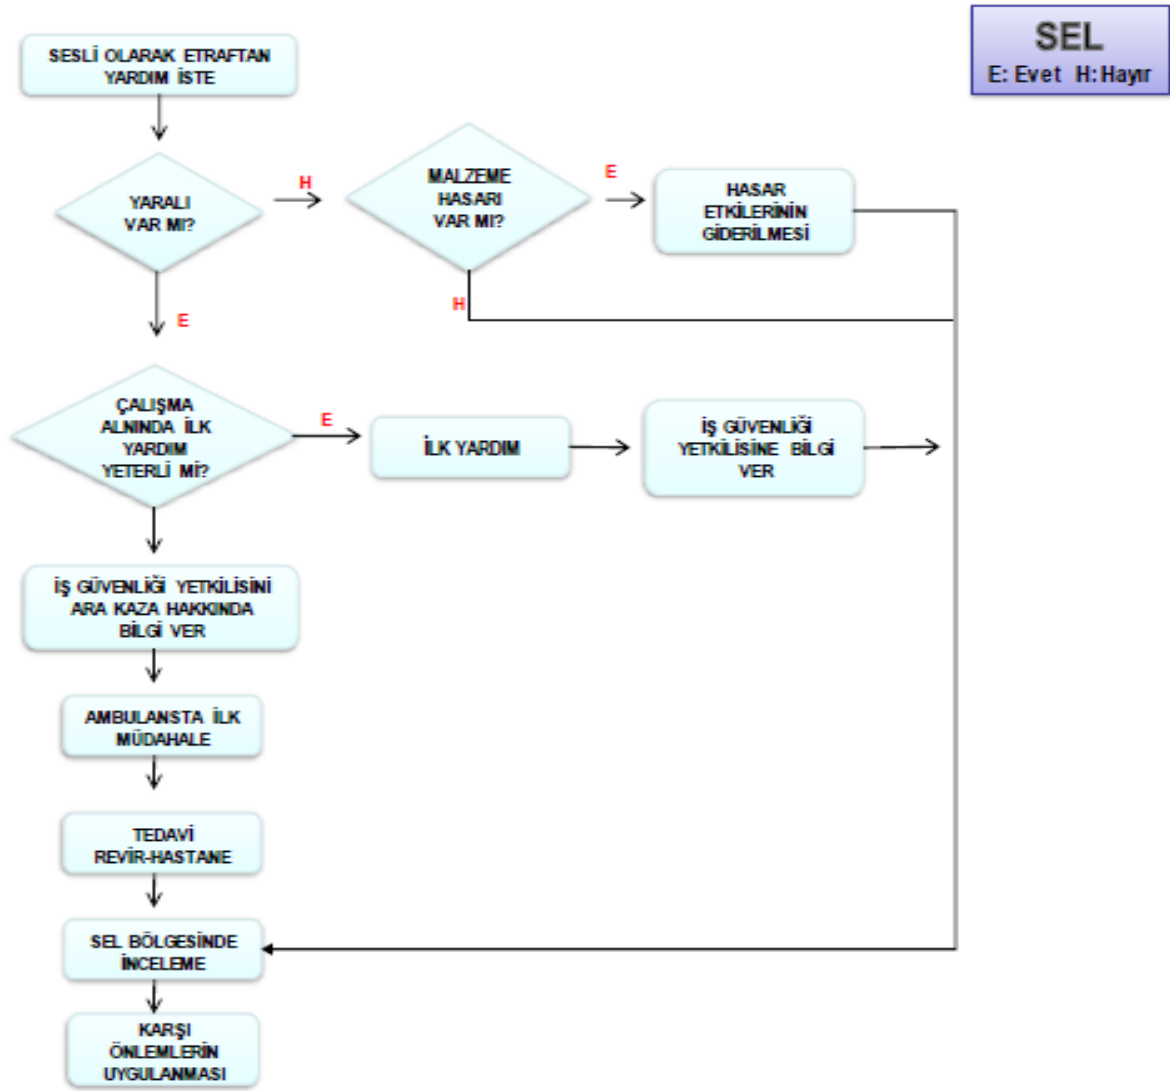 SEL
E: Evet H: Hayır
SESLİ OLARAK ETRAFTAN
YARDIM İSTE
YARALI
VAR MI?
H
MALZEME
HASARI
VAR MI?
E
HASAR
ETKİLERİNİN
GİDERİLMESİ
H
E
ÇALIŞMA
ALNINDA İLK
YARDIM
YETERLİ Mİ?
E
İLK YARDIM
İŞ GÜVENLİĞİ
YETKİLİSİNE BİLGİ
VER
İŞ GÜVENLİĞİ YETKİLİSİNİ
ARA KAZA HAKKINDA
BİLGİ VER
AMBULANSTA İLK
MÜDAHALE
TEDAVİ
REVİR-HASTANE
SEL BÖLGESİNDE
İNCELEME
KARŞI
ÖNLEMLERİN
UYGULANMASI